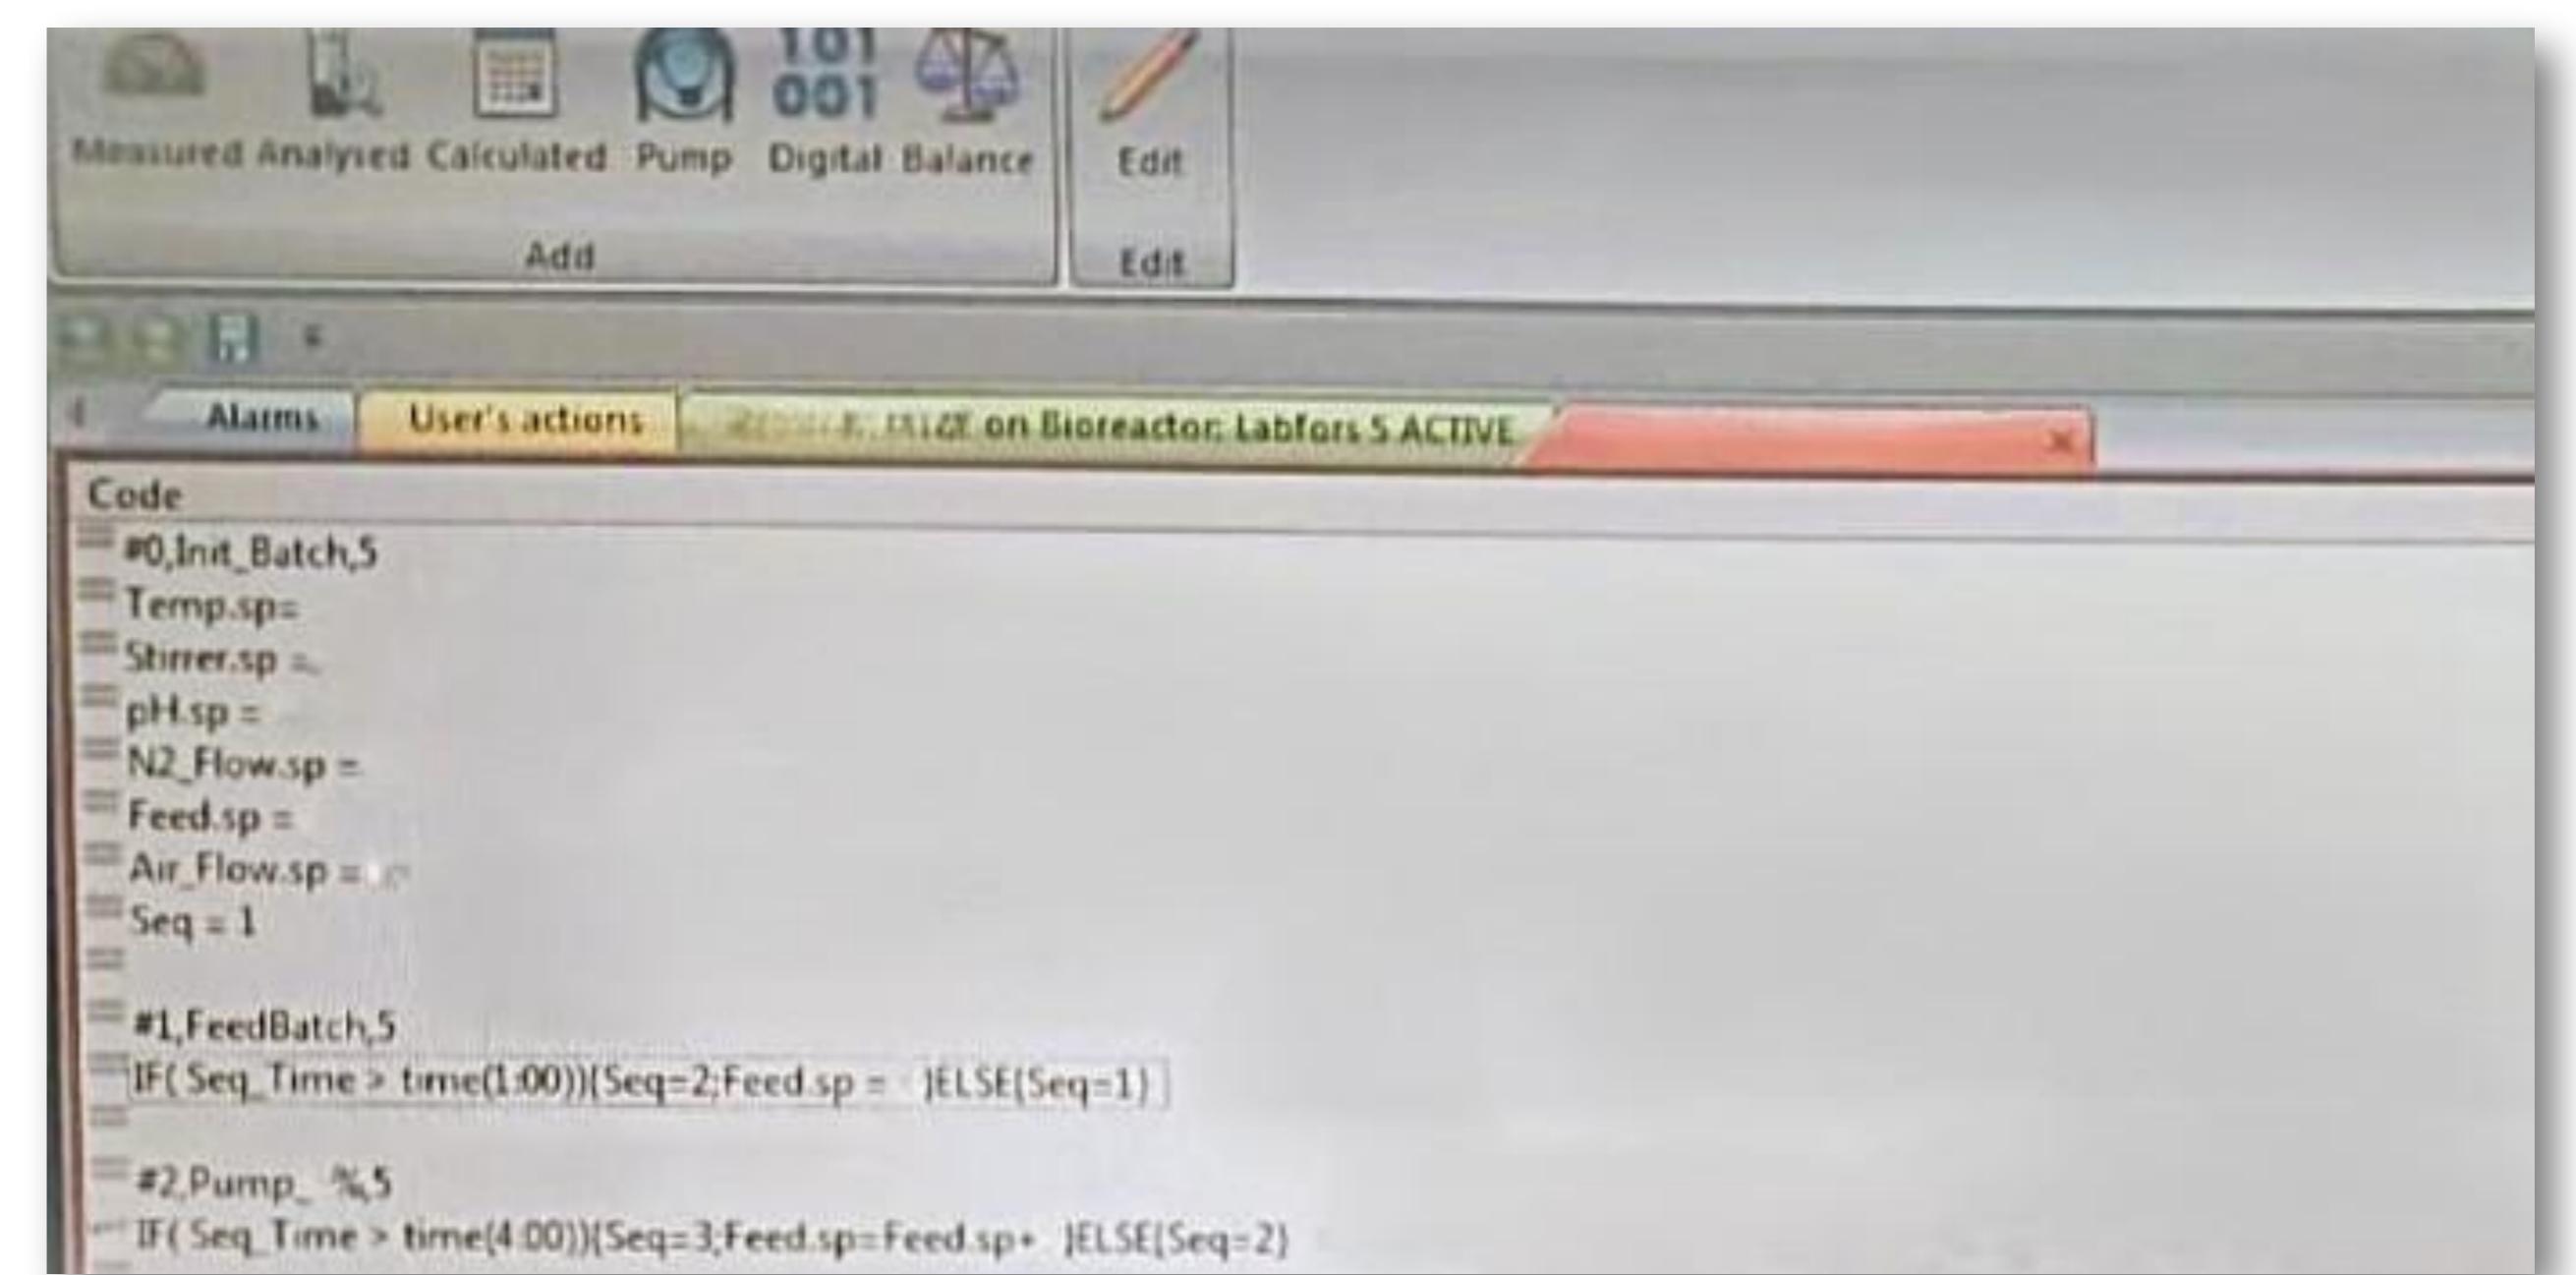 101
001
Measured Analysed Calculated Pump Digital Balance Edit
Add Edit
Alarms User's actions on Bioreactor: Labfors 5 ACTIVE
Code
#0,Init_Batch,5
Temp.sp=
Stirrer.sp =
pH.sp =
N2_Flow.sp =
Feed.sp =
Air_Flow.sp =
Seq = 1
#1,FeedBatch,5
IF( Seq_Time > time(1:00)){Seq=2;Feed.sp = }ELSE{Seq=1}
#2,Pump_ %,5
IF( Seq_Time > time(4:00)){Seq=3;Feed.sp=Feed.sp+ }ELSE{Seq=2}